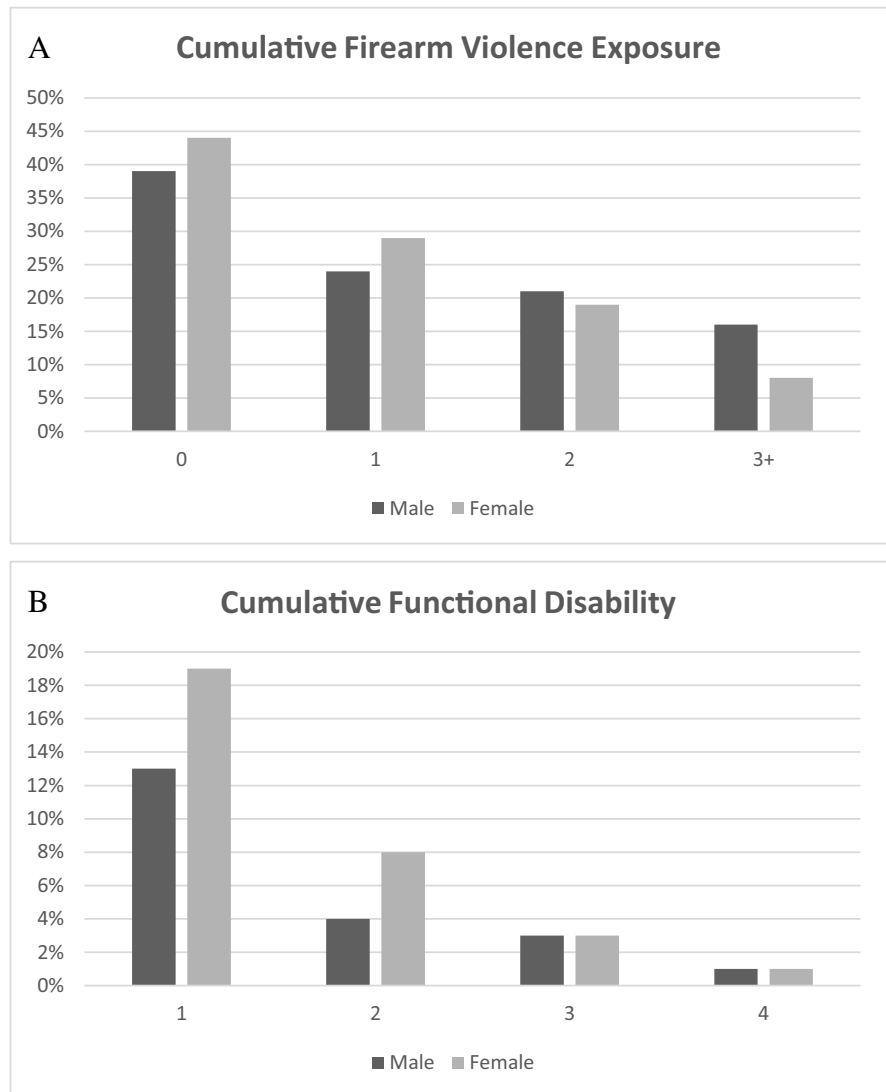 A
Cumulative Firearm Violence Exposure
50%
45%
40%
35%
30%
25%
20%
15%
10%
5%
0%
0 1 2 3+
Male Female
B
Cumulative Functional Disability
20%
18%
16%
14%
12%
10%
8%
6%
4%
2%
0%
1 2 3 4
Male Female